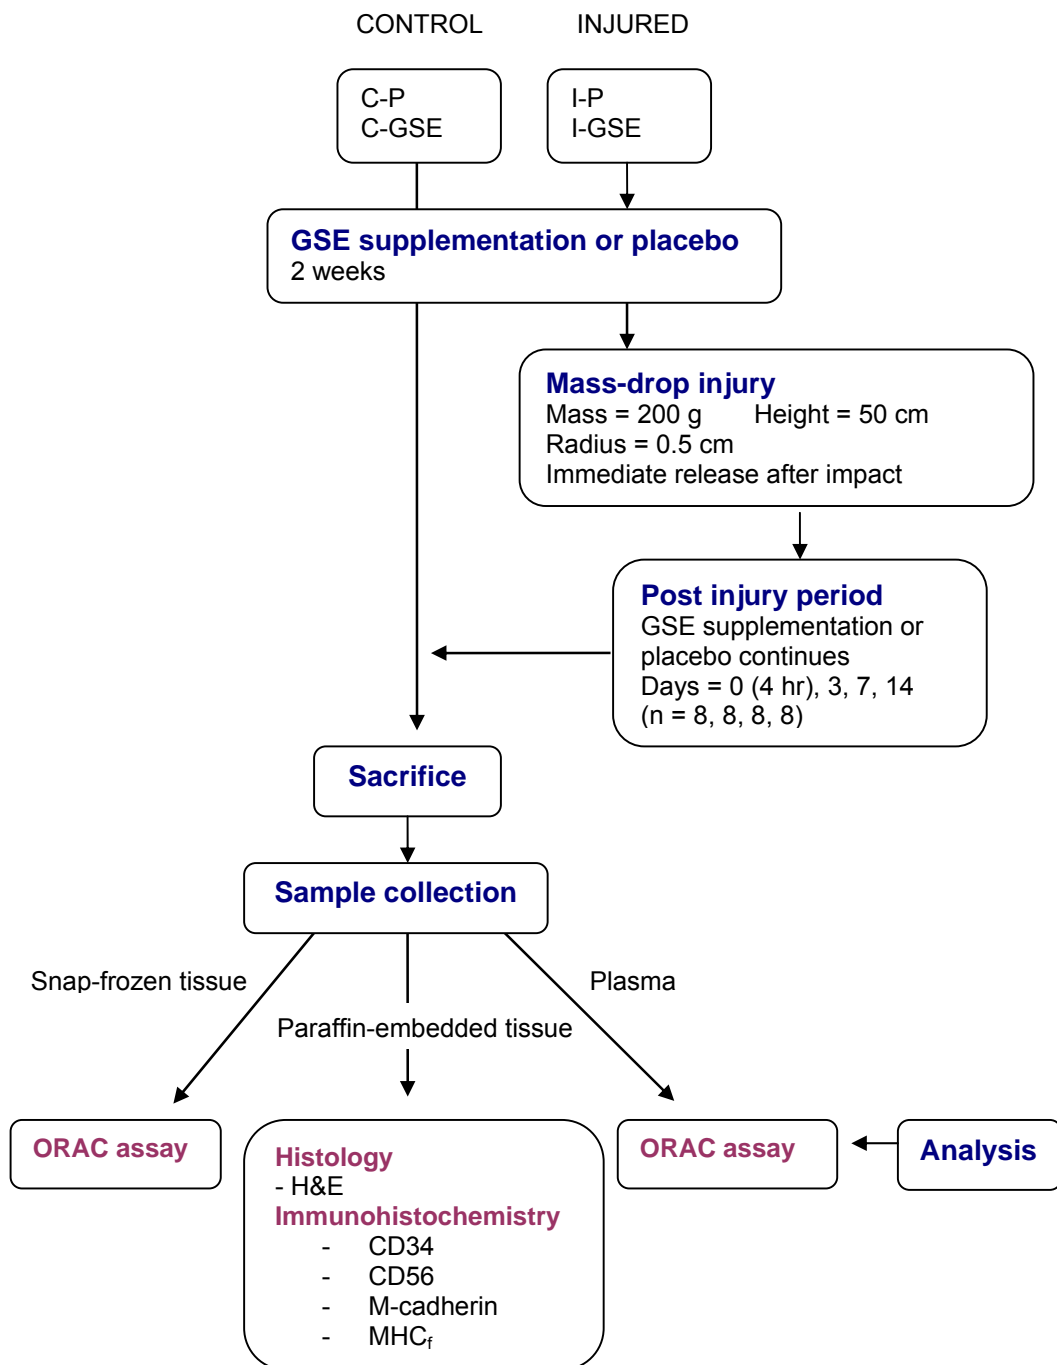 CONTROL
INJURED
C-P
C-GSE
I-P
I-GSE
GSE supplementation or placebo
2 weeks
Mass-drop injury
Mass = 200 g Height = 50 cm
Radius = 0.5 cm
Immediate release after impact
Post injury period
GSE supplementation or
placebo continues
Days = 0 (4 hr), 3, 7, 14
(n = 8, 8, 8, 8)
Sacrifice
Sample collection
Snap-frozen tissue
Plasma
Paraffin-embedded tissue
ORAC assay
Histology
- H&E
Immunohistochemistry
- CD34
- CD56
- M-cadherin
- MHCf
ORAC assay
Analysis